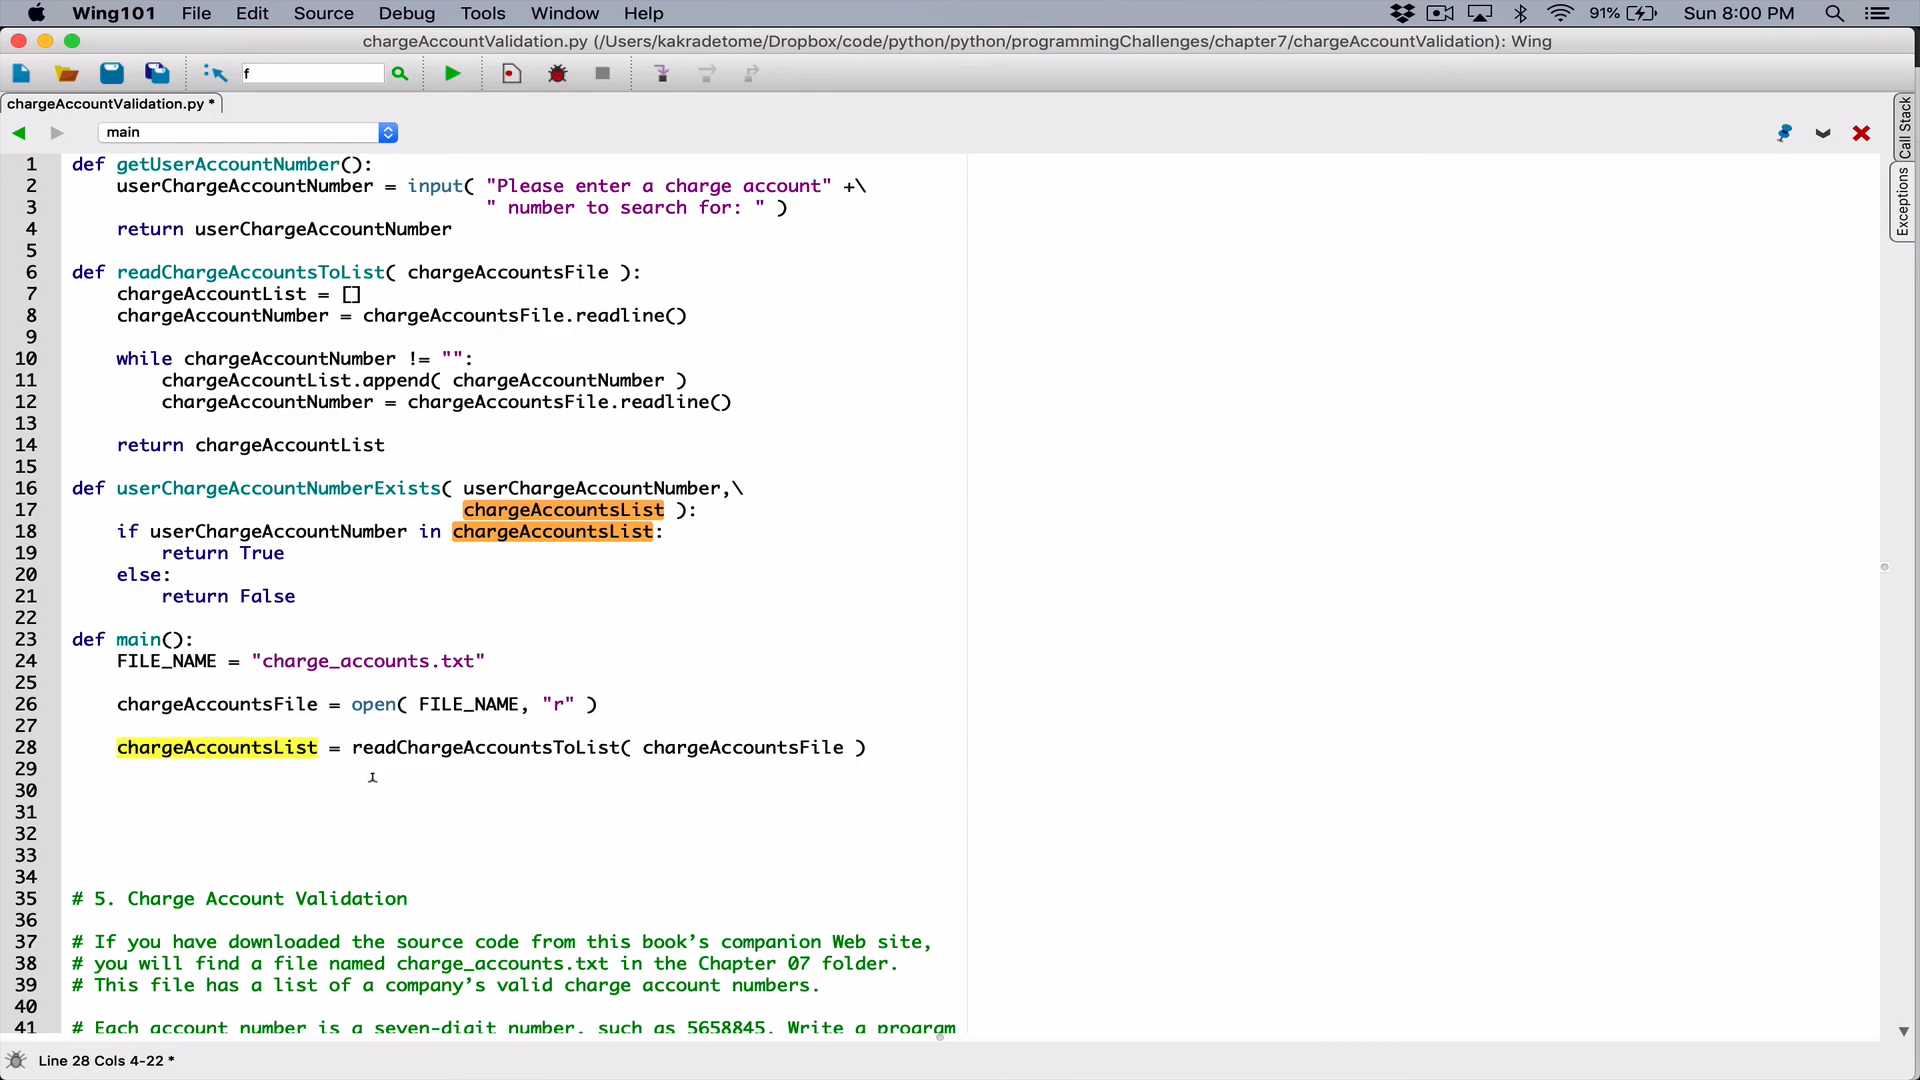 Wing101 File Edit Source Debug Tools Window Help 91% Sun 8:00 PM
chargeAccountValidation.py (/Users/kakradetome/Dropbox/code/python/python/programmingChallenges/chapter7/chargeAccountValidation): Wing
f
chargeAccountValidation.py *
main
Call Stack
Exceptions
1 def getUserAccountNumber():
2     userChargeAccountNumber = input( "Please enter a charge account" +\
3                                      " number to search for: " )
4     return userChargeAccountNumber
5
6 def readChargeAccountsToList( chargeAccountsFile ):
7     chargeAccountList = []
8     chargeAccountNumber = chargeAccountsFile.readline()
9
10     while chargeAccountNumber != "":
11         chargeAccountList.append( chargeAccountNumber )
12         chargeAccountNumber = chargeAccountsFile.readline()
13
14     return chargeAccountList
15
16 def userChargeAccountNumberExists( userChargeAccountNumber,\
17                                    chargeAccountsList ):
18     if userChargeAccountNumber in chargeAccountsList:
19         return True
20     else:
21         return False
22
23 def main():
24     FILE_NAME = "charge_accounts.txt"
25
26     chargeAccountsFile = open( FILE_NAME, "r" )
27
28     chargeAccountsList = readChargeAccountsToList( chargeAccountsFile )
29
30
31
32
33
34
35 # 5. Charge Account Validation
36
37 # If you have downloaded the source code from this book’s companion Web site,
38 # you will find a file named charge_accounts.txt in the Chapter 07 folder.
39 # This file has a list of a company’s valid charge account numbers.
40
41 # Each account number is a seven-digit number, such as 5658845. Write a program
Line 28 Cols 4-22 *